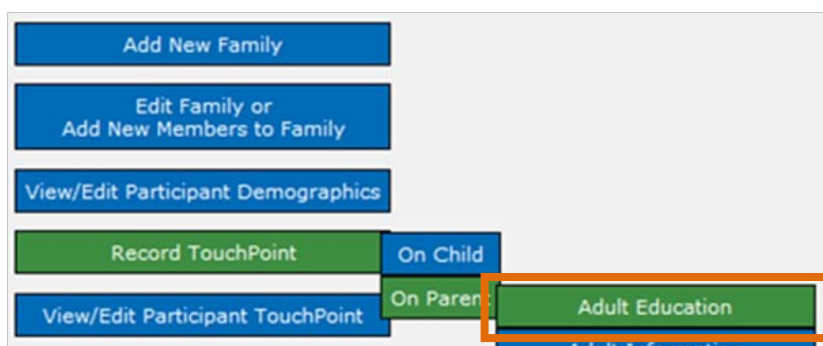 Add New Family
Edit Family or
Add New Members to Family
View/Edit Participant Demographics
Record TouchPoint
On Child
On Parent
Adult Education
View/Edit Participant TouchPoint